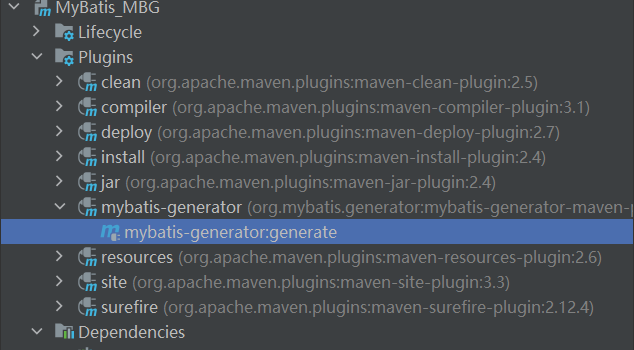 MyBatis_MBG
Lifecycle
Plugins
clean (org.apache.maven.plugins:maven-clean-plugin:2.5)
compiler (org.apache.maven.plugins:maven-compiler-plugin:3.1)
deploy (org.apache.maven.plugins:maven-deploy-plugin:2.7)
install (org.apache.maven.plugins:maven-install-plugin:2.4)
jar (org.apache.maven.plugins:maven-jar-plugin:2.4)
mybatis-generator (org.mybatis.generator:mybatis-generator-maven-p
mybatis-generator:generate
resources (org.apache.maven.plugins:maven-resources-plugin:2.6)
site (org.apache.maven.plugins:maven-site-plugin:3.3)
surefire (org.apache.maven.plugins:maven-surefire-plugin:2.12.4)
Dependencies